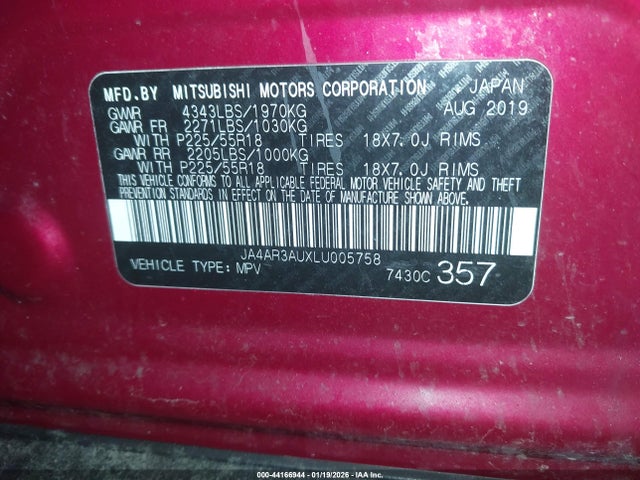 MFD.BY MITSUBISHI MOTORS CORPORATION JAPAN
GVWR 4343LBS/1970KG AUG 2019
GAWR FR 2271LBS/1030KG
WITH P225/55R18 TIRES 18X7.0J RIMS
GAWR RR 2205LBS/1000KG
WITH P225/55R18 TIRES 18X7.0J RIMS
THIS VEHICLE CONFORMS TO ALL APPLICABLE FEDERAL MOTOR VEHICLE SAFETY AND THEFT
PREVENTION STANDARDS IN EFFECT ON THE DATE OF MANUFACTURE SHOWN ABOVE.
JA4AR3AUXLU005758
VEHICLE TYPE: MPV 7430C 357
000-44166944 - 01/19/2026 - IAA Inc.